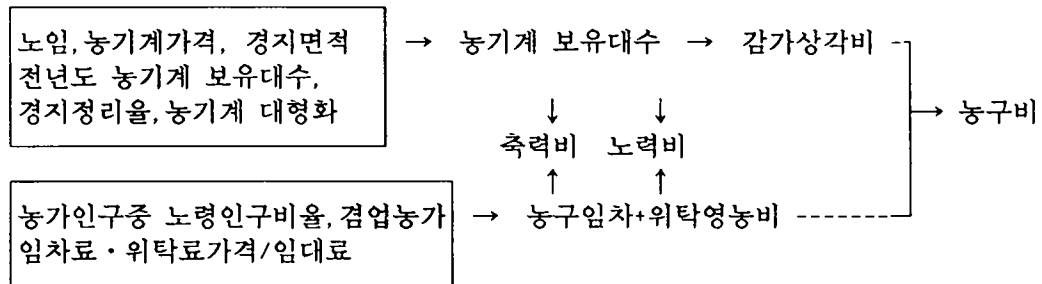 노임,농기계가격, 경지면적 → 농기계 보유대수 → 감가상각비
전년도 농기계 보유대수,
경지정리율,농기계 대형화 ↓ ↓ → 농구비
축력비 노력비
↑ ↑
농가인구중 노령인구비율,겸업농가 → 농구임차+위탁영농비
임차료·위탁료가격/임대료